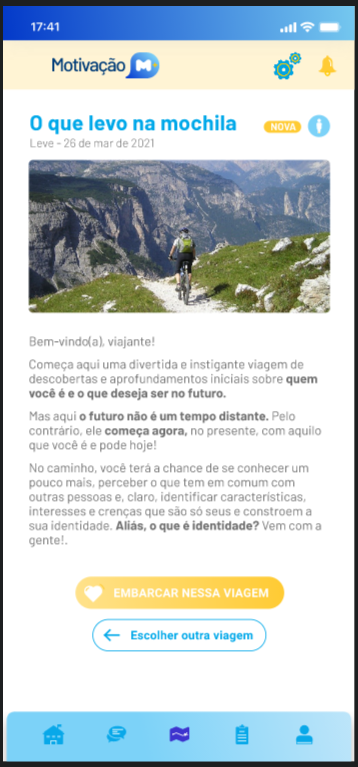 17:41
Motivação M+
O que levo na mochila
NOVA
Leve - 26 de mar de 2021
Bem-vindo(a), viajante!
Começa aqui uma divertida e instigante viagem de
descobertas e aprofundamentos iniciais sobre quem
você é e o que deseja ser no futuro.
Mas aqui o futuro não é um tempo distante. Pelo
contrário, ele começa agora, no presente, com aquilo
que você é e pode hoje!
No caminho, você terá a chance de se conhecer um
pouco mais, perceber o que tem em comum com
outras pessoas e, claro, identificar características,
interesses e crenças que são só seus e constroem a
sua identidade. Aliás, o que é identidade? Vem com a
gente!.
EMBARCAR NESSA VIAGEM
Escolher outra viagem